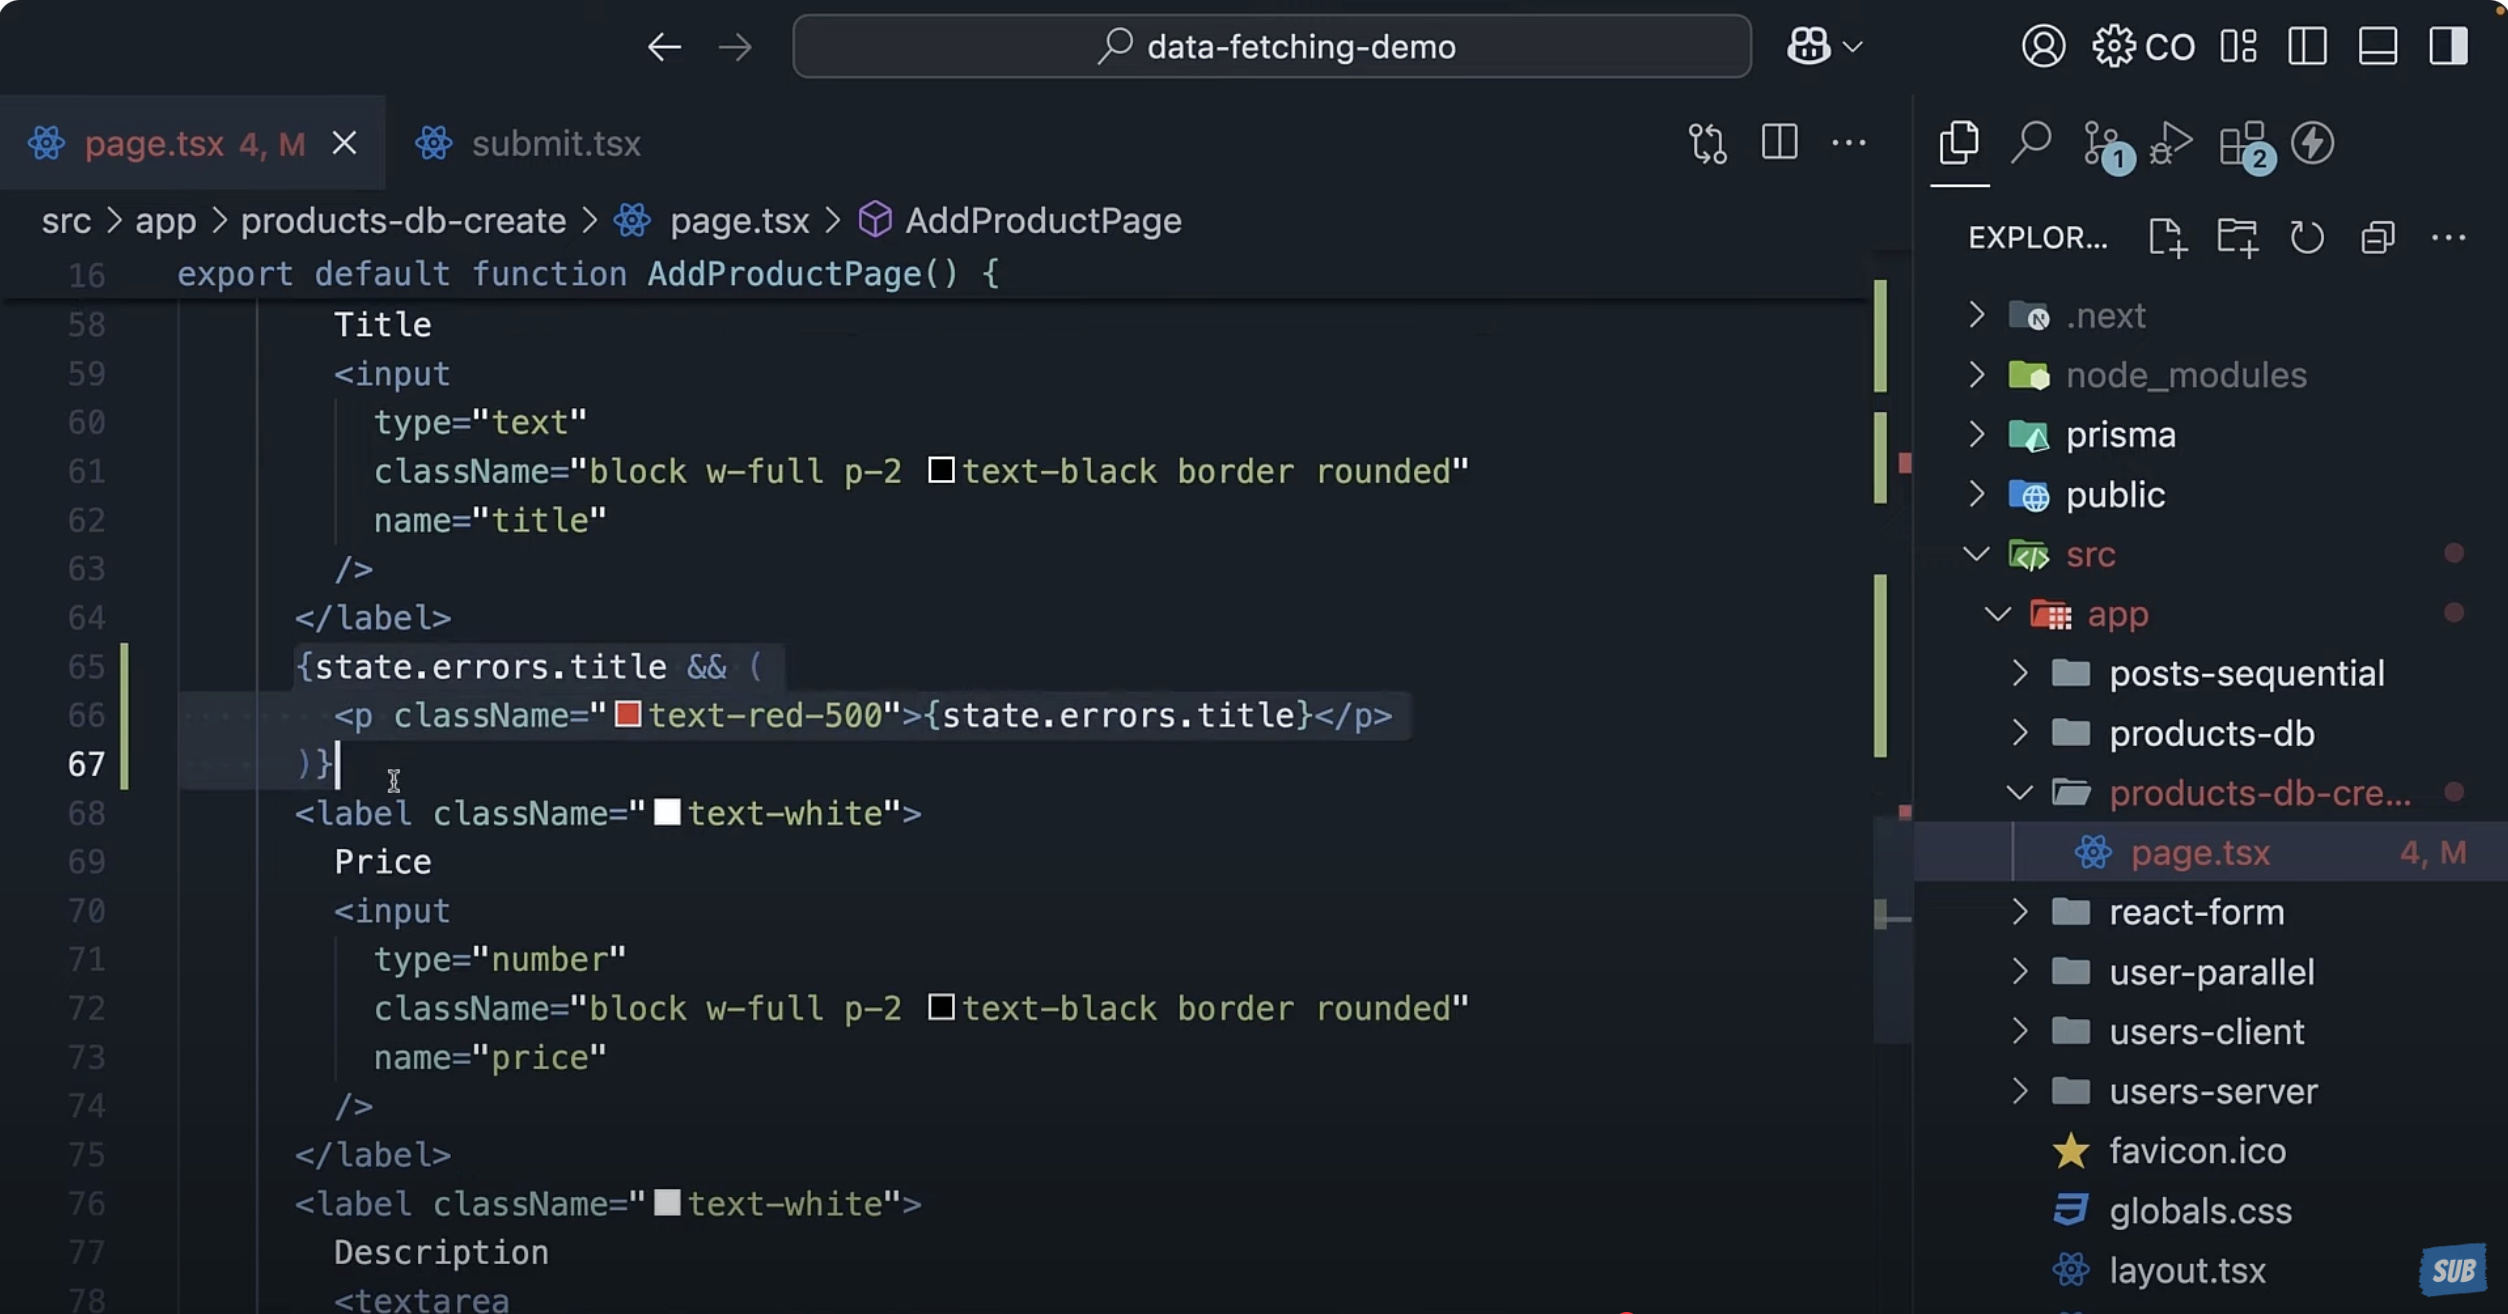 data-fetching-demo
CO
page.tsx 4, M
submit.tsx
1
2
src > app > products-db-create > page.tsx > AddProductPage
EXPLOR...
16 export default function AddProductPage() {
58 Title
59 <input
60 type="text"
61 className="block w-full p-2 text-black border rounded"
62 name="title"
63 />
64 </label>
65 {state.errors.title && (
66 <p className="text-red-500">{state.errors.title}</p>
67 )}
68 <label className="text-white">
69 Price
70 <input
71 type="number"
72 className="block w-full p-2 text-black border rounded"
73 name="price"
74 />
75 </label>
76 <label className="text-white">
77 Description
78 <textarea
.next
node_modules
prisma
public
src
app
posts-sequential
products-db
products-db-cre...
page.tsx 4, M
react-form
user-parallel
users-client
users-server
favicon.ico
globals.css
layout.tsx
SUB